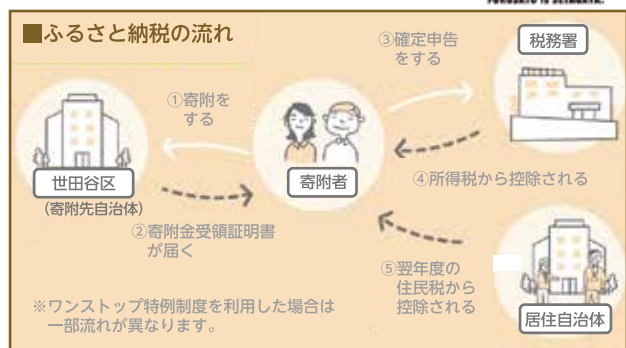 FURUSATO is SETAGAYA.
■ふるさと納税の流れ
①寄附を
する
③確定申告
をする
税務署
世田谷区
(寄附先自治体)
寄附者
④所得税から控除される
②寄附金受領証明書
が届く
⑤翌年度の
住民税から
控除される
居住自治体
※ワンストップ特例制度を利用した場合は
一部流れが異なります。